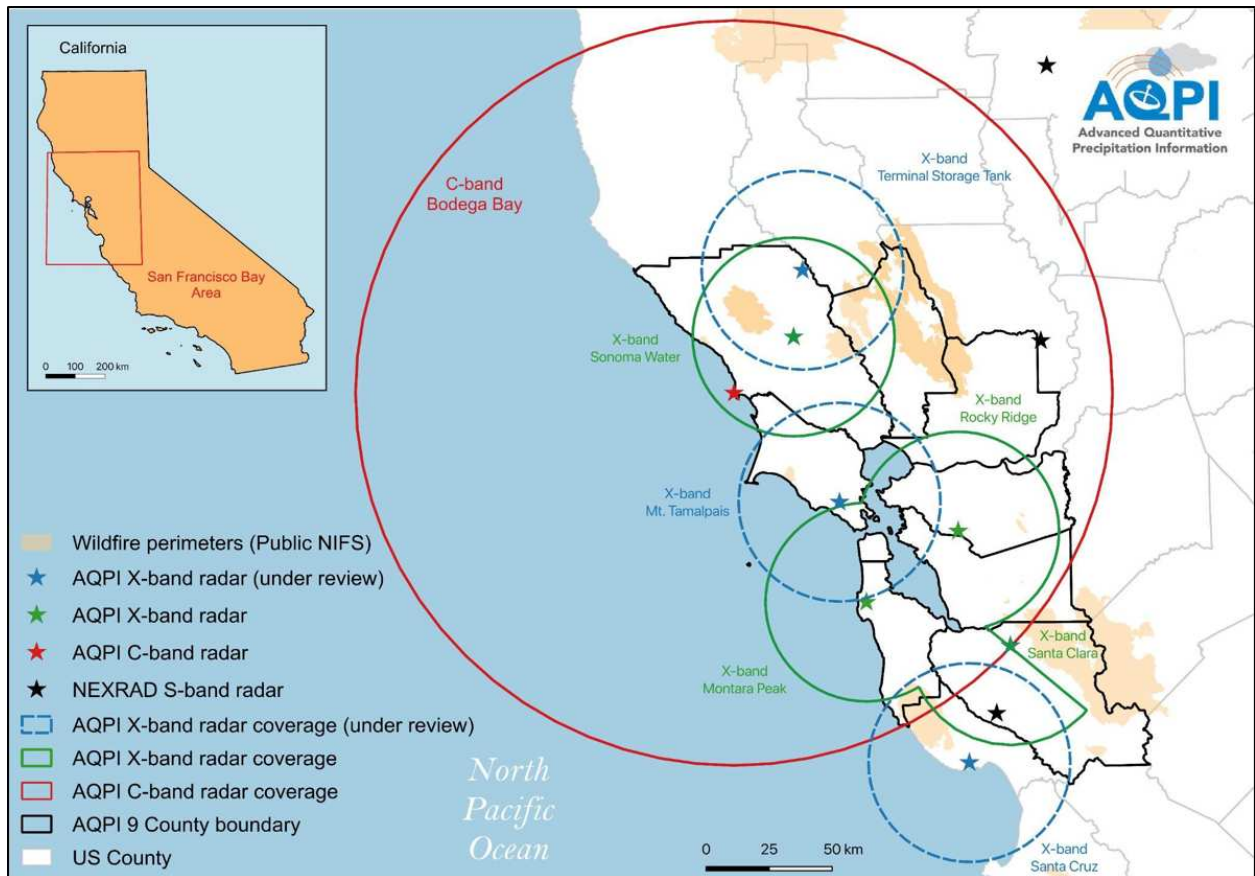 California
San Francisco Bay
Area
0 100 200 km
AQPI
Advanced Quantitative
Precipitation Information
X-band
Terminal Storage Tank
C-band
Bodega Bay
X-band
Sonoma Water
X-band
Rocky Ridge
X-band
Mt. Tamalpais
X-band
Santa Clara
X-band
Montara Peak
Wildfire perimeters (Public NIFS)
AQPI X-band radar (under review)
AQPI X-band radar
AQPI C-band radar
NEXRAD S-band radar
AQPI X-band radar coverage (under review)
AQPI X-band radar coverage
AQPI C-band radar coverage
AQPI 9 County boundary
US County
North
Pacific
Ocean
0 25 50 km
X-band
Santa Cruz